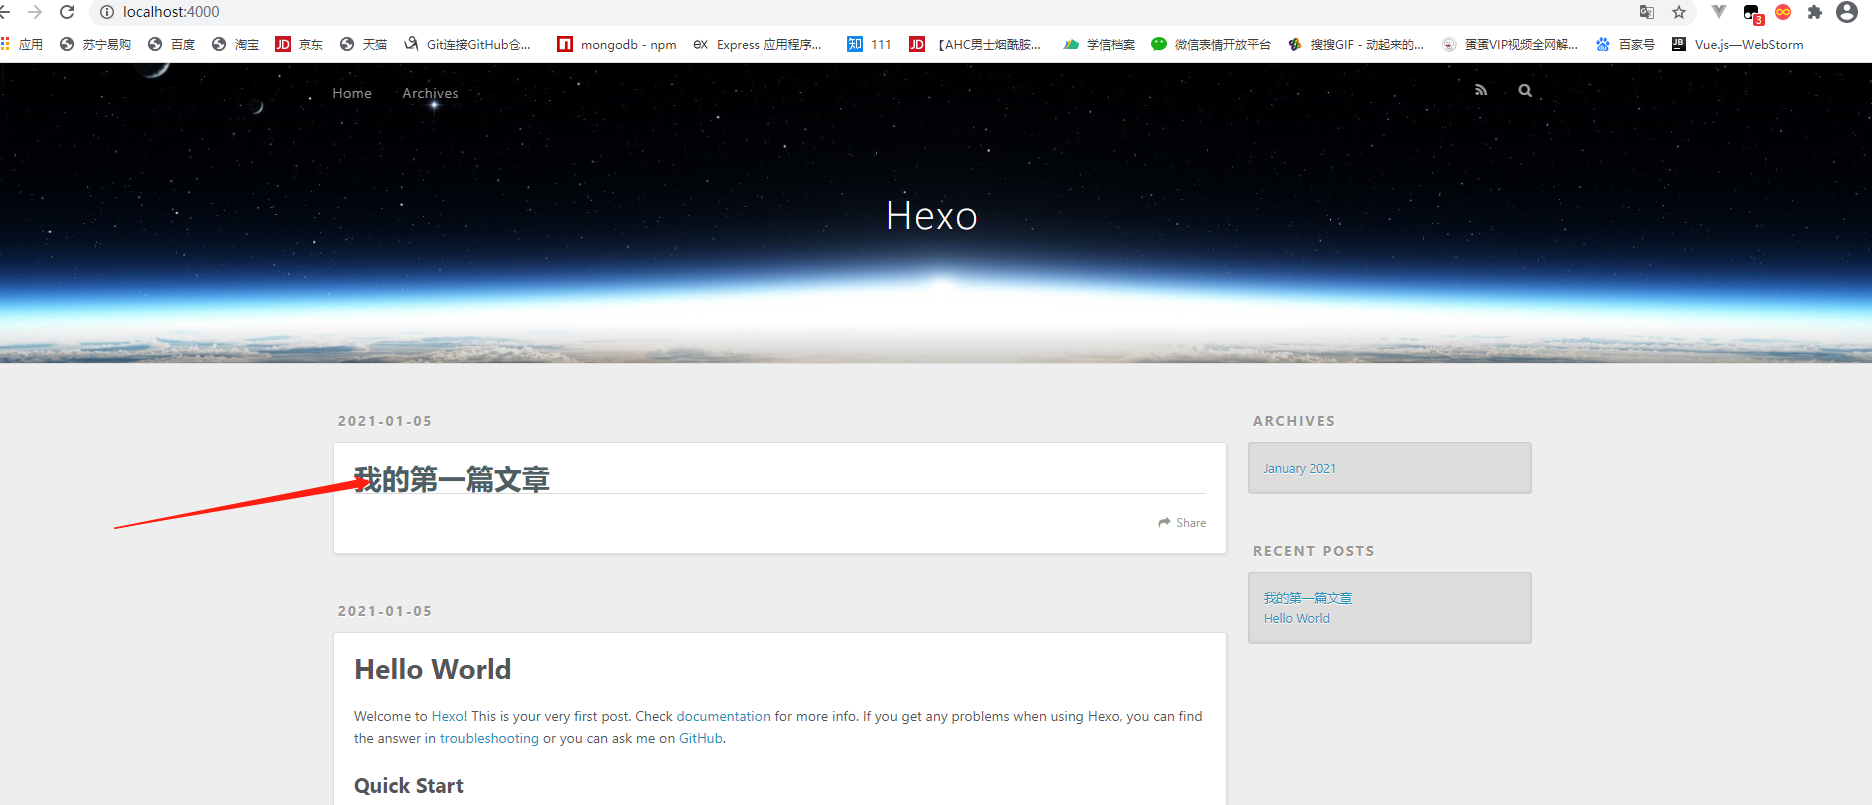 localhost:4000
3
应用 苏宁易购 百度 淘宝 JD 京东 天猫 Git连接GitHub仓... mongodb - npm ex Express 应用程序... 知 111 JD 【AHC男士烟酰胺... 学信档案 微信表情开放平台 搜搜GIF - 动起来的... 蛋蛋VIP视频全网解... 百家号 JB Vue.js—WebStorm
Home Archives
Hexo
2021-01-05
我的第一篇文章
Share
2021-01-05
Hello World
Welcome to Hexo! This is your very first post. Check documentation for more info. If you get any problems when using Hexo, you can find
the answer in troubleshooting or you can ask me on GitHub.
Quick Start
ARCHIVES
January 2021
RECENT POSTS
我的第一篇文章
Hello World